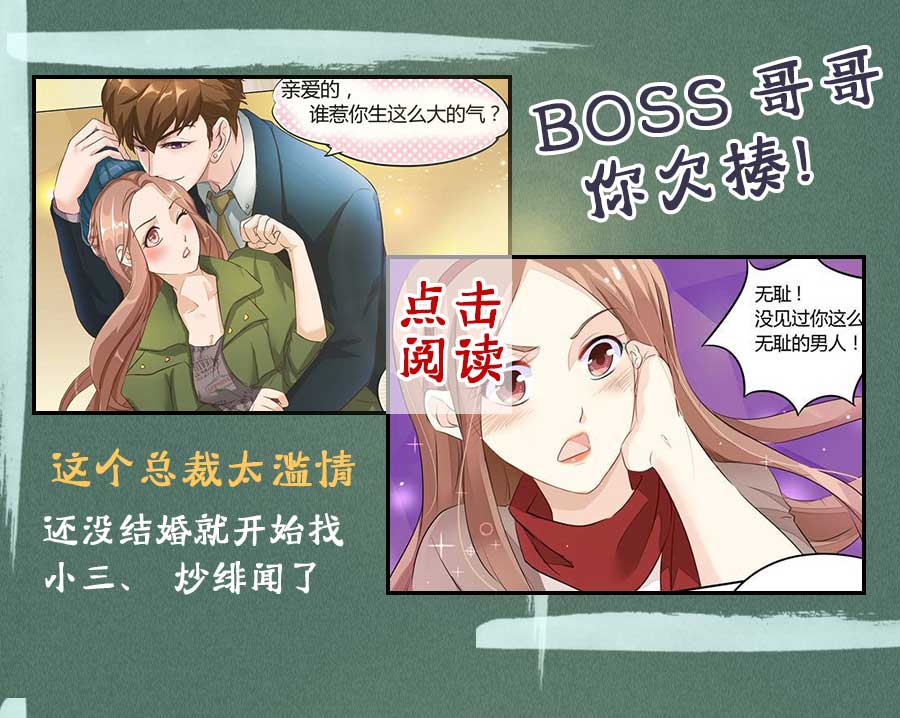 亲爱的，
谁惹你生这么大的气？
BOSS 哥哥
你欠揍！
点击
阅读
无耻！
没见过你这么
无耻的男人！
这个总裁太滥情
还没结婚就开始找
小三、 炒绯闻了